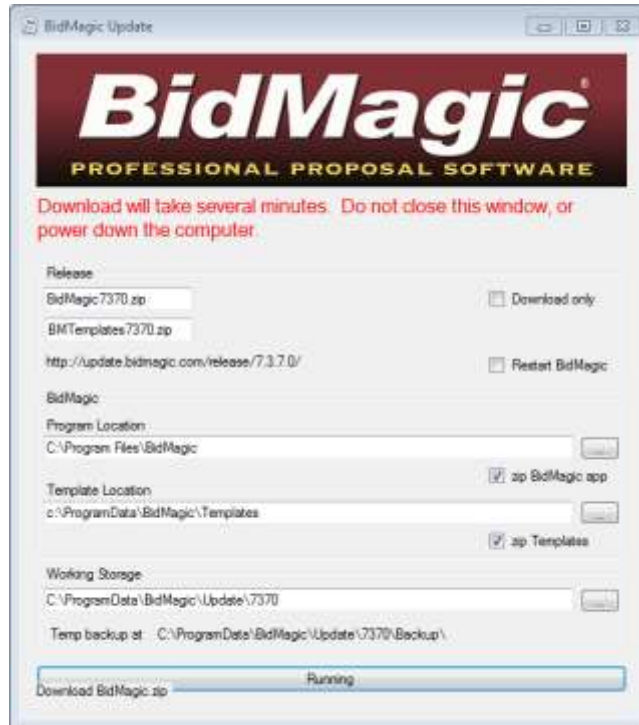 BidMagic Update
BidMagic®
PROFESSIONAL PROPOSAL SOFTWARE
Download will take several minutes. Do not close this window, or
power down the computer.
Release
BidMagic7370.zip
Download only
BMTemplates7370.zip
http://update.bidmagic.com/release/7.3.7.0/
Restart BidMagic
BidMagic
Program Location
C:\Program Files\BidMagic
...
zip BidMagic app
Template Location
c:\ProgramData\BidMagic\Templates
...
zip Templates
Working Storage
C:\ProgramData\BidMagic\Update\7370
...
Temp backup at C:\ProgramData\BidMagic\Update\7370\Backup\
Running
Download BidMagic.zip